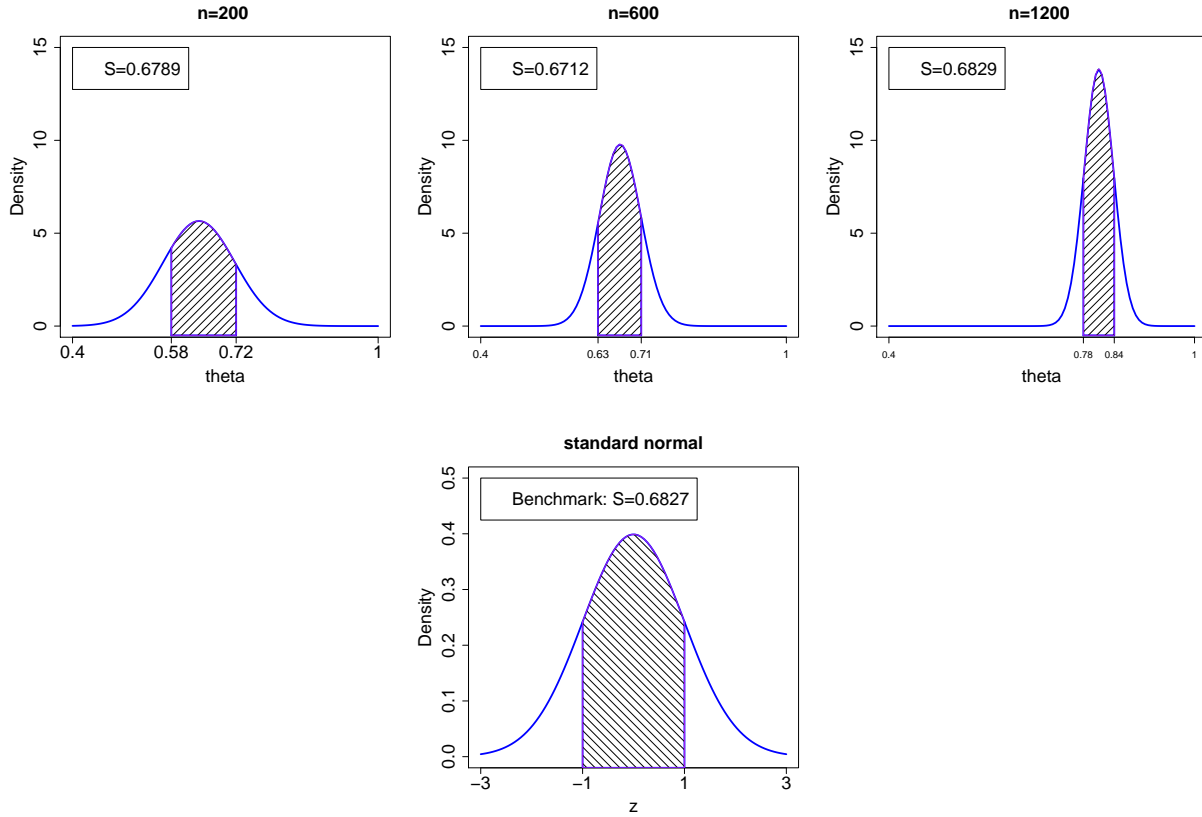 n=200
S=0.6789
Density
0
5
10
15
0.4
0.58
0.72
1
theta
n=600
S=0.6712
Density
0
5
10
15
0.4
0.63
0.71
1
theta
n=1200
S=0.6829
Density
0
5
10
15
0.4
0.78
0.84
1
theta
standard normal
Benchmark: S=0.6827
Density
0.0
0.1
0.2
0.3
0.4
0.5
−3
−1
1
3
z